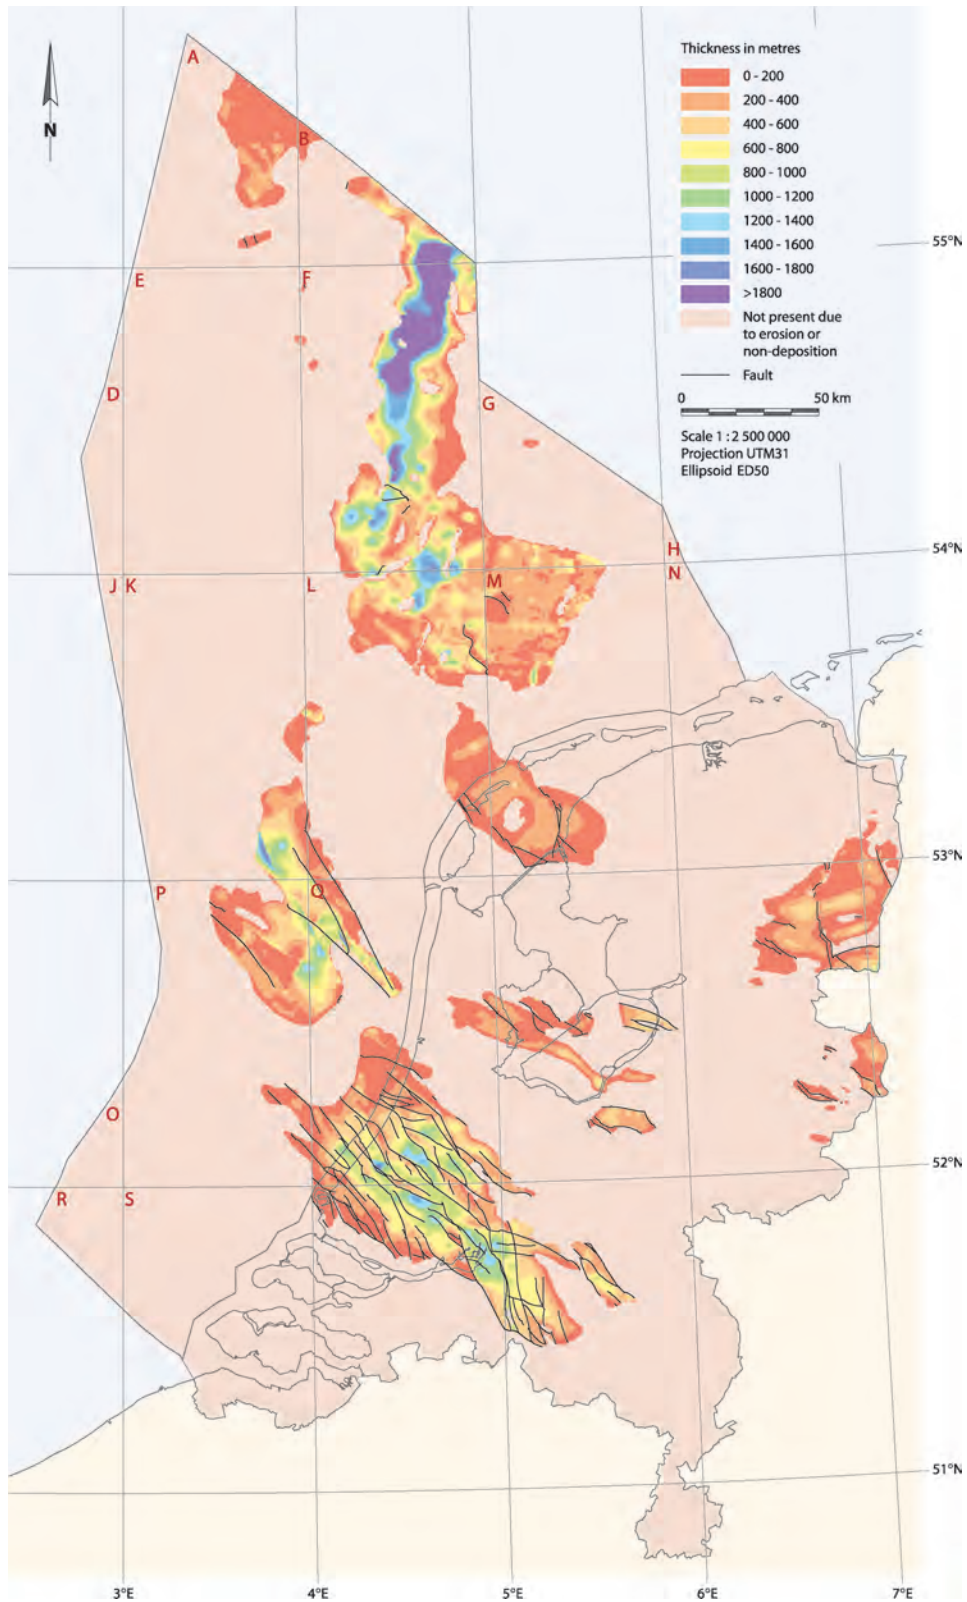 Thickness in metres
0 - 200
200 - 400
400 - 600
600 - 800
800 - 1000
1000 - 1200
1200 - 1400
1400 - 1600
1600 - 1800
>1800
Not present due
to erosion or
non-deposition
Fault
0 50 km
Scale 1 : 2 500 000
Projection UTM31
Ellipsoid ED50
N
A
B
55°N
E F
D
G
54°N
H
J K L M N
53°N
P Q
O
52°N
R S
51°N
3°E 4°E 5°E 6°E 7°E